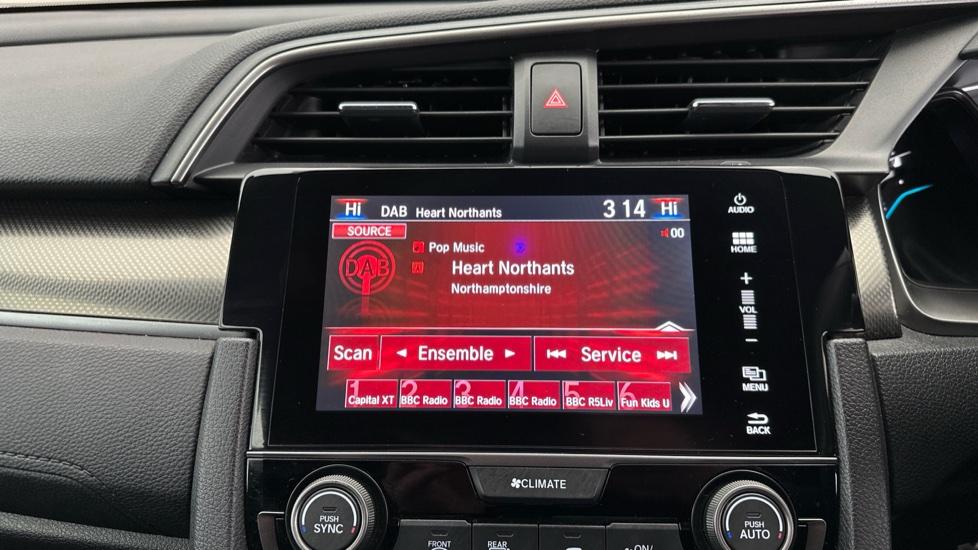 Hi DAB Heart Northants 3 14 Hi
SOURCE 00
Pop Music
DAB Heart Northants
Northamptonshire
Scan Ensemble Service
1 2 3 4 5 6
Capital XT BBC Radio BBC Radio BBC Radio BBC R5Liv Fun Kids U
AUDIO
HOME
+
VOL
−
MENU
BACK
CLIMATE
PUSH
SYNC
PUSH
AUTO
FRONT REAR ON/